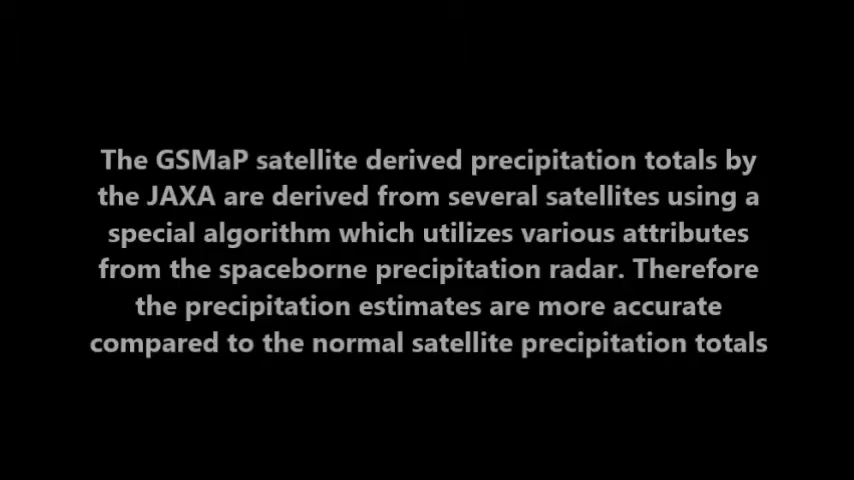 The GSMaP satellite derived precipitation totals by
the JAXA are derived from several satellites using a
special algorithm which utilizes various attributes
from the spaceborne precipitation radar. Therefore
the precipitation estimates are more accurate
compared to the normal satellite precipitation totals